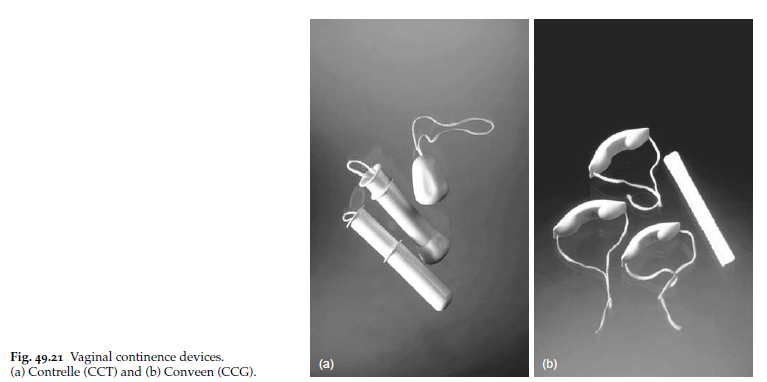 Fig. 49.21 Vaginal continence devices.
(a) Contrelle (CCT) and (b) Conveen (CCG).
(a)
(b)